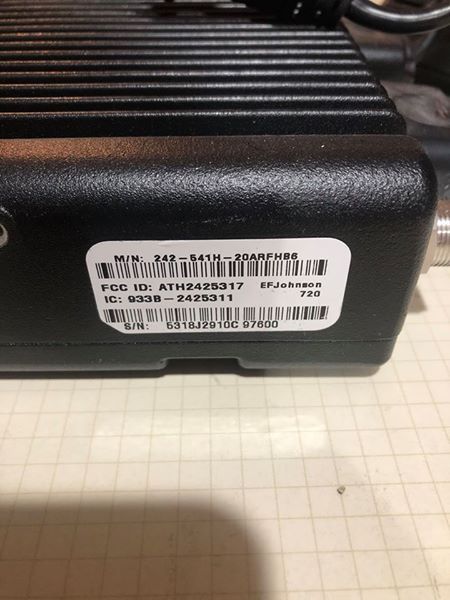 M/N: 242-541H-20ARFHB6
FCC ID: ATH2425317 EFJohnson
IC: 933B-2425311 720
S/N: 5318J2910C 97600